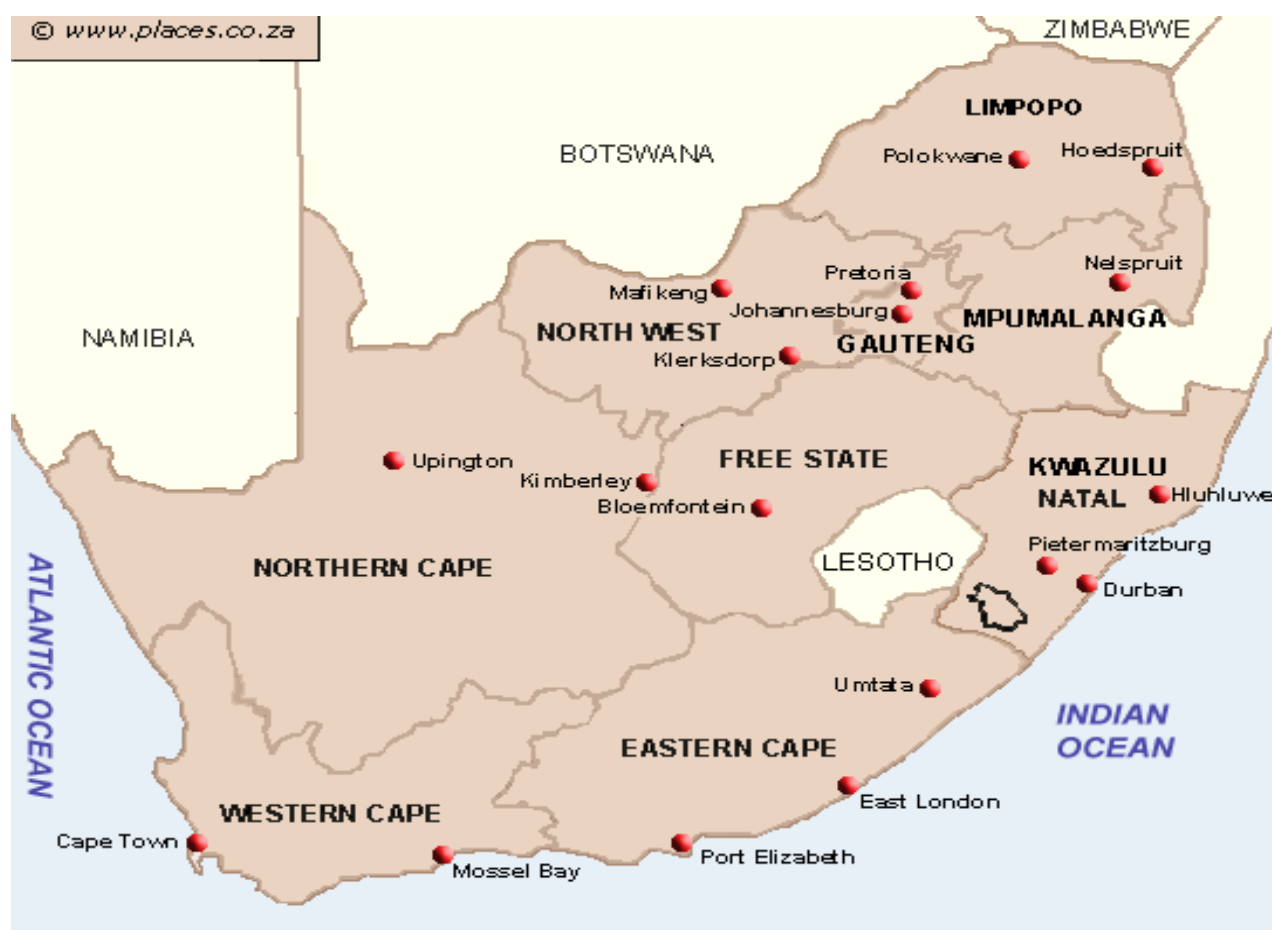 © www.places.co.za
ZIMBABWE
LIMPOPO
BOTSWANA
Polokwane
Hoedspruit
Nelspruit
Pretoria
Mafikeng
Johannesburg
MPUMALANGA
NAMIBIA
NORTH WEST
GAUTENG
Klerksdorp
Upington
FREE STATE
KWAZULU
NATAL
Kimberley
Hluhluwe
Bloemfontein
Pietermaritzburg
LESOTHO
NORTHERN CAPE
Durban
ATLANTIC OCEAN
Umtata
INDIAN
OCEAN
EASTERN CAPE
East London
WESTERN CAPE
Cape Town
Port Elizabeth
Mossel Bay